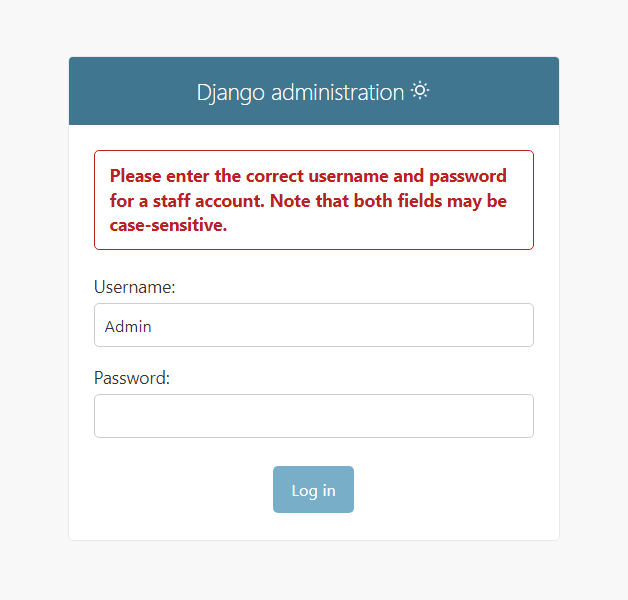 Django administration
Please enter the correct username and password
for a staff account. Note that both fields may be
case-sensitive.
Username:
Admin
Password:
Log in